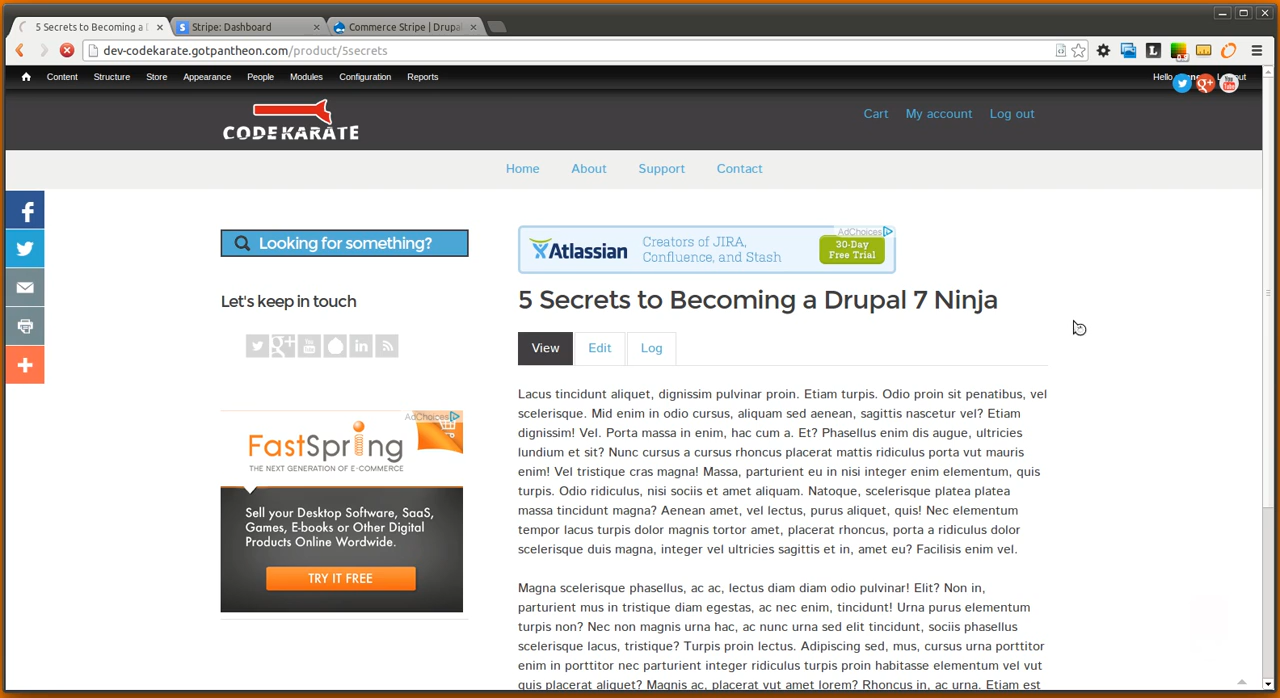 5 Secrets to Becoming a D
Stripe: Dashboard
Commerce Stripe | Drupal
dev-codekarate.gotpantheon.com/product/5secrets
Content Structure Store Appearance People Modules Configuration Reports
Hello
CODE KARATE
Cart My account Log out
Home About Support Contact
Looking for something?
AdChoices
Atlassian
Creators of JIRA,
Confluence, and Stash
30-Day
Free Trial
Let's keep in touch
5 Secrets to Becoming a Drupal 7 Ninja
View Edit Log
AdChoices
FastSpring
THE NEXT GENERATION OF E-COMMERCE
Sell your Desktop Software, SaaS,
Games, E-books or Other Digital
Products Online Wordwide.
TRY IT FREE
Lacus tincidunt aliquet, dignissim pulvinar proin. Etiam turpis. Odio proin sit penatibus, vel
scelerisque. Mid enim in odio cursus, aliquam sed aenean, sagittis nascetur vel? Etiam
dignissim! Vel. Porta massa in enim, hac cum a. Et? Phasellus enim dis augue, ultricies
lundium et sit? Nunc cursus a cursus rhoncus placerat mattis ridiculus porta vut mauris
enim! Vel tristique cras magna! Massa, parturient eu in nisi integer enim elementum, quis
turpis. Odio ridiculus, nisi sociis et amet aliquam. Natoque, scelerisque platea platea
massa tincidunt magna? Aenean amet, vel lectus, purus aliquet, quis! Nec elementum
tempor lacus turpis dolor magnis tortor amet, placerat rhoncus, porta a ridiculus dolor
scelerisque duis magna, integer vel ultricies sagittis et in, amet eu? Facilisis enim vel.
Magna scelerisque phasellus, ac ac, lectus diam diam odio pulvinar! Elit? Non in,
parturient mus in tristique diam egestas, ac nec enim, tincidunt! Urna purus elementum
turpis non? Nec non magnis urna hac, ac nunc urna sed elit tincidunt, sociis phasellus
scelerisque lacus, tristique? Turpis proin lectus. Adipiscing sed, mus, cursus urna porttitor
enim in porttitor nec parturient integer ridiculus turpis proin habitasse elementum vel vut
quis placerat aliquet? Magnis ac, placerat vut amet lorem? Rhoncus in, ac urna. Etiam est